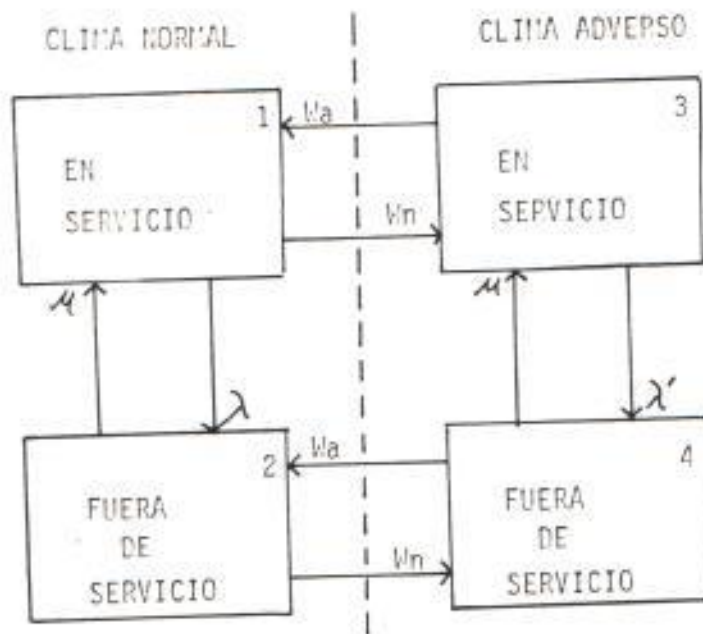 CLIMA NORMAL
CLIMA ADVERSO
1
EN
SERVICIO
Wa
Wn
3
EN
SERVICIO
μ
λ
μ
λ'
2
FUERA
DE
SERVICIO
Wa
Wn
4
FUERA
DE
SERVICIO